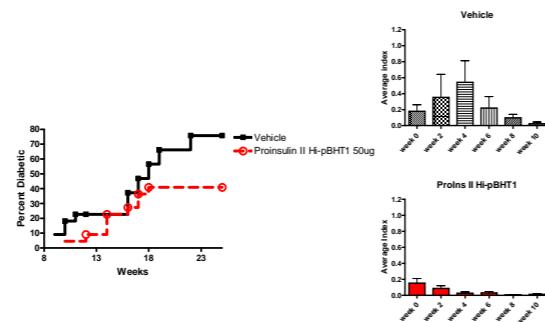 Percent Diabetic
80
70
60
50
40
30
20
10
0
8
13
18
23
Weeks
Vehicle
Proinsulin II Hi-pBHT1 50ug
Vehicle
Average index
1.2
1.0
0.8
0.6
0.4
0.2
0.0
week 0
week 2
week 4
week 6
week 8
week 10
ProIns II Hi-pBHT1
Average Index
1.2
1.0
0.8
0.6
0.4
0.2
0.0
week 0
week 2
week 4
week 6
week 8
week 10